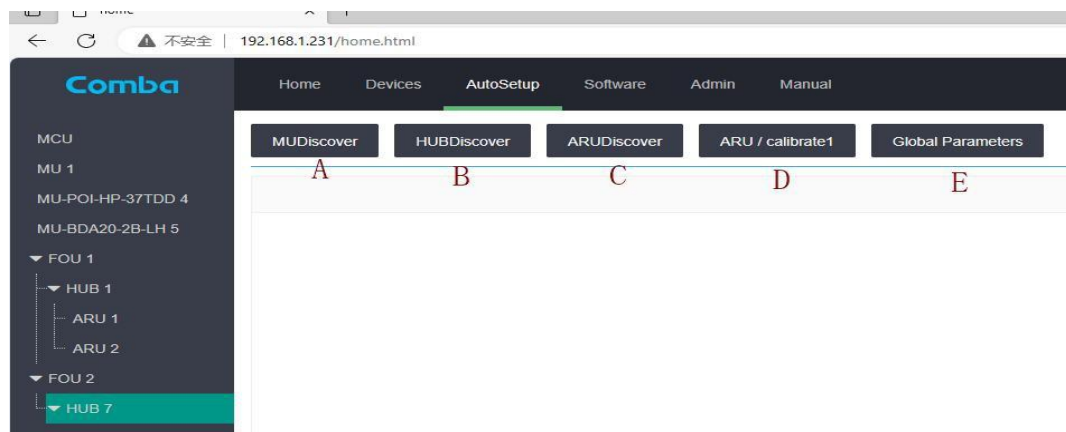 home
不安全 | 192.168.1.231/home.html
Comba
Home Devices AutoSetup Software Admin Manual
MUDiscover HUBDiscover ARUDiscover ARU / calibrate1 Global Parameters
A B C D E
MCU
MU 1
MU-POI-HP-37TDD 4
MU-BDA20-2B-LH 5
FOU 1
HUB 1
ARU 1
ARU 2
FOU 2
HUB 7